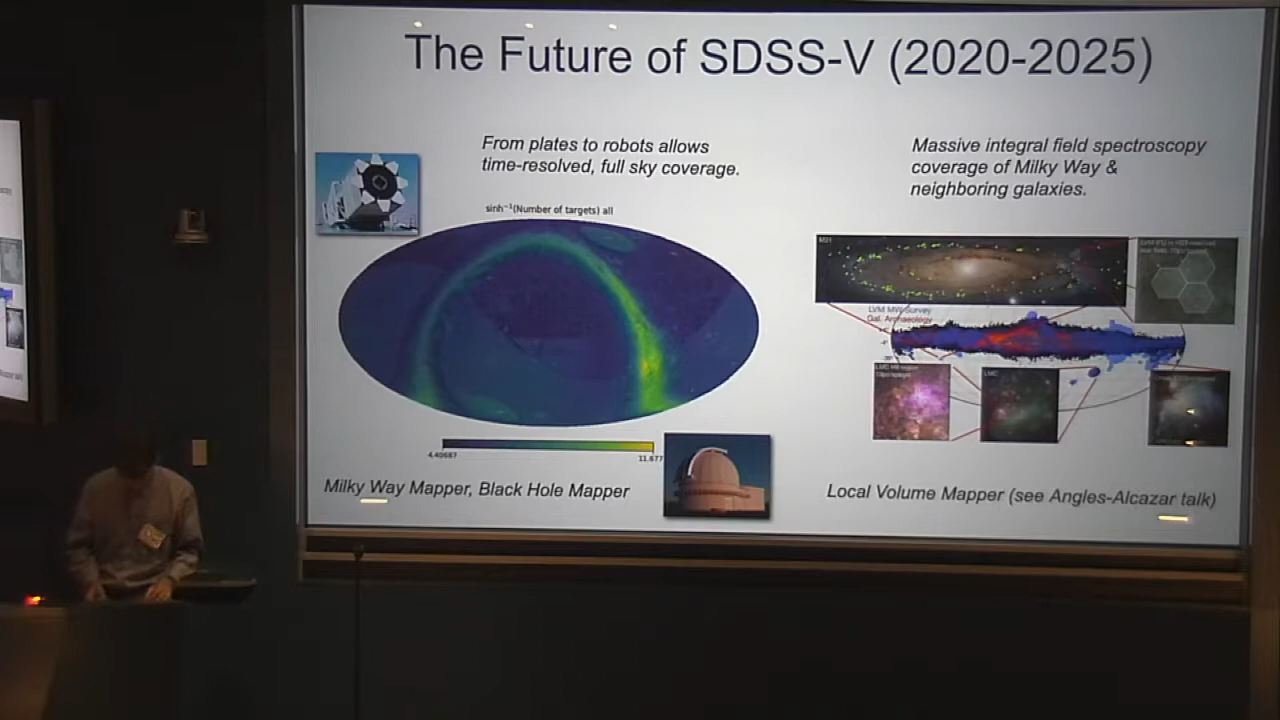 The Future of SDSS-V (2020-2025)
From plates to robots allows
time-resolved, full sky coverage.
sinh⁻¹(Number of targets) all
4.40687
11.677
Milky Way Mapper, Black Hole Mapper
Massive integral field spectroscopy
coverage of Milky Way &
neighboring galaxies.
M31
LVM MW Survey
Gal. Archaeology
LMC
Local Volume Mapper (see Angles-Alcazar talk)